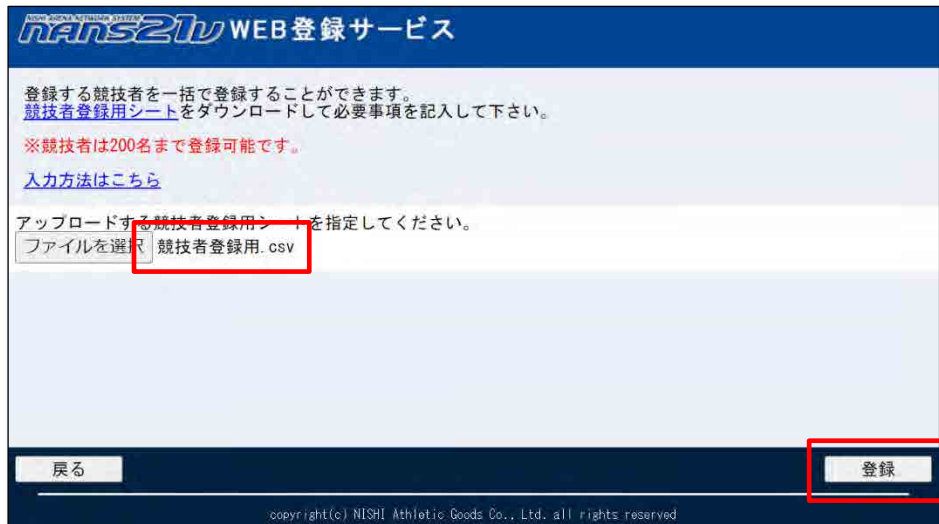 NISHI ARENA NETWORK SYSTEM
nans21v WEB登録サービス
登録する競技者を一括で登録することができます。
競技者登録用シートをダウンロードして必要事項を記入して下さい。
※競技者は200名まで登録可能です。
入力方法はこちら
アップロードする競技者登録用シートを指定してください。
ファイルを選択 競技者登録用.csv
戻る
登録
copyright(c) NISHI Athletic Goods Co., Ltd. all rights reserved